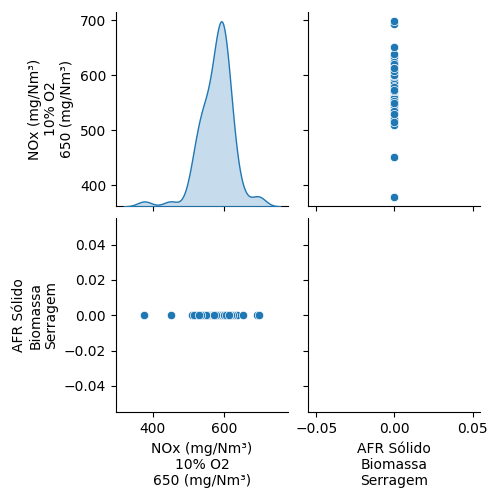 700
600
500
400
NOx (mg/Nm³)
10% O2
650 (mg/Nm³)
0.04
0.02
0.00
−0.02
−0.04
AFR Sólido
Biomassa
Serragem
400 600
NOx (mg/Nm³)
10% O2
650 (mg/Nm³)
−0.05 0.00 0.05
AFR Sólido
Biomassa
Serragem